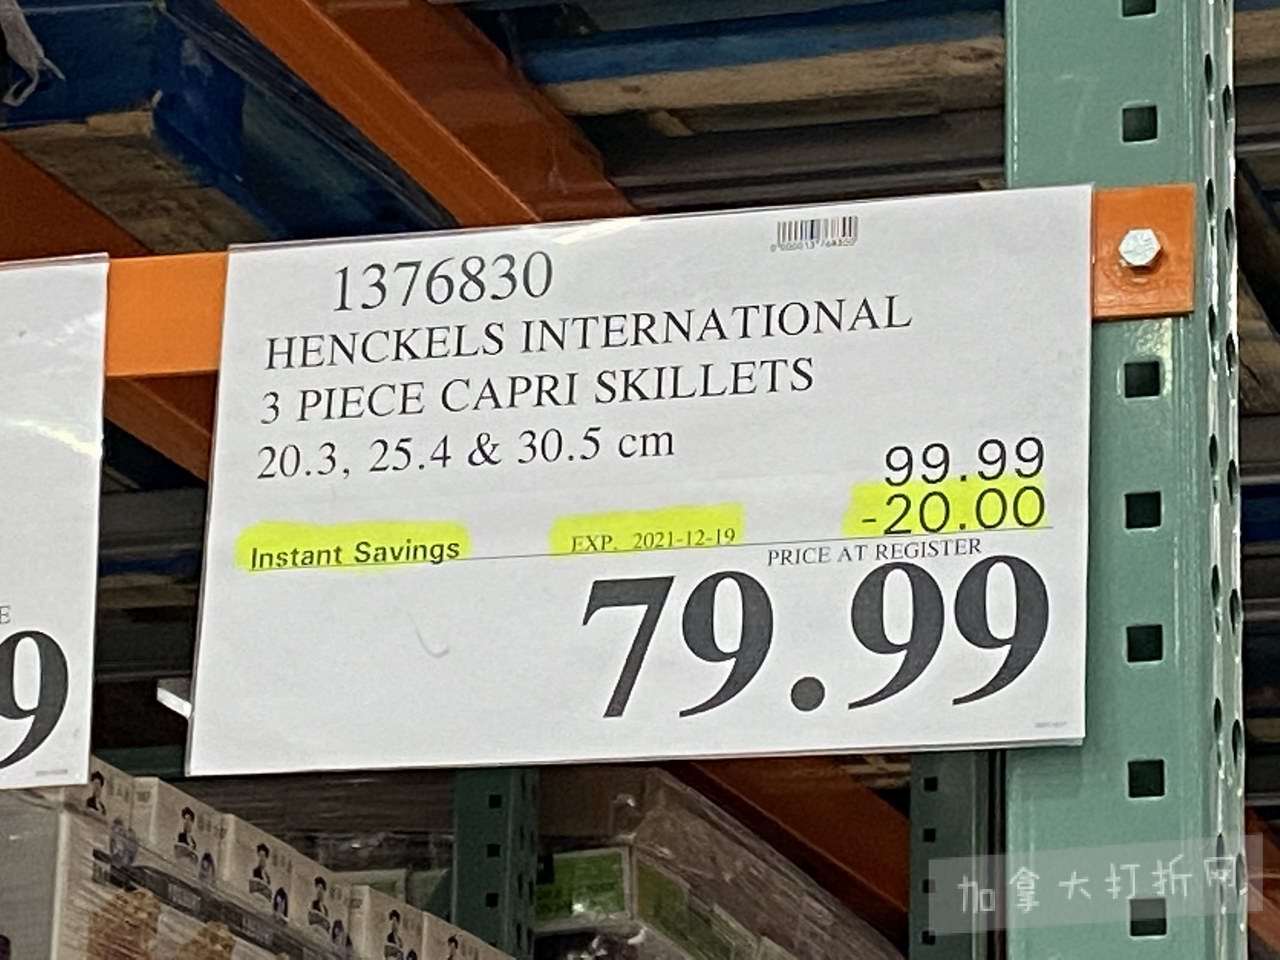 1376830
HENCKELS INTERNATIONAL
3 PIECE CAPRI SKILLETS
20.3, 25.4 & 30.5 cm
99.99
-20.00
Instant Savings EXP. 2021-12-19
PRICE AT REGISTER
79.99
E
9
加拿大打折网